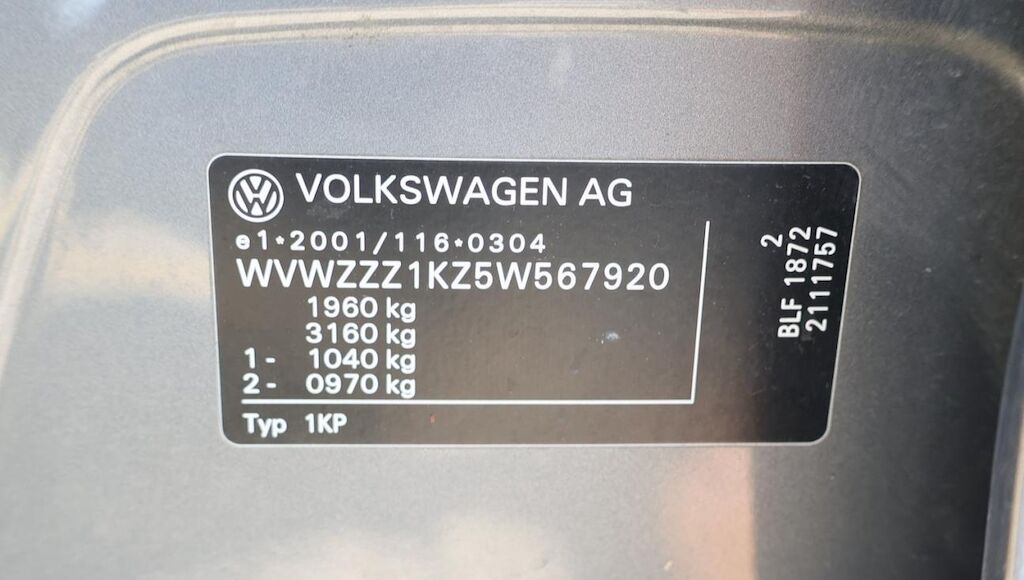 VOLKSWAGEN AG
e1*2001/116*0304
WVWZZZ1KZ5W567920
1960 kg
3160 kg
1 - 1040 kg
2 - 0970 kg
Typ 1KP
2
BLF 1872
2111757